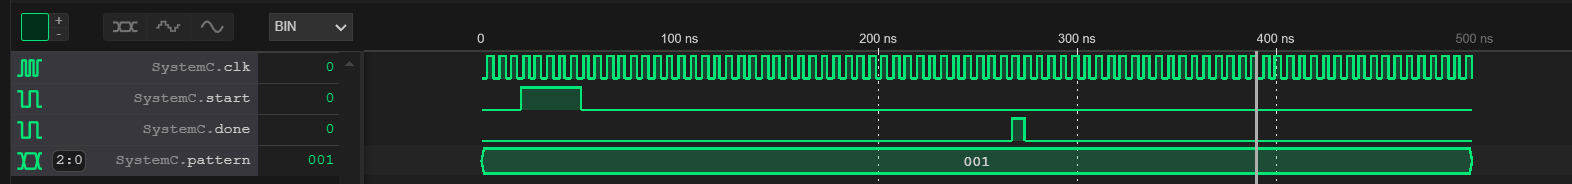 +
-
BIN
0 100 ns 200 ns 300 ns 400 ns 500 ns
SystemC.clk 0
SystemC.start 0
SystemC.done 0
2:0 SystemC.pattern 001 001